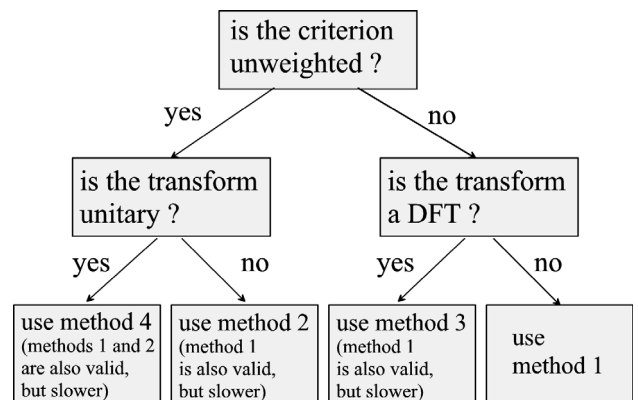 is the criterion
unweighted ?
yes
no
is the transform
unitary ?
is the transform
a DFT ?
yes
no
yes
no
use method 4
(methods 1 and 2
are also valid,
but slower)
use method 2
(method 1
is also valid,
but slower)
use method 3
(method 1
is also valid,
but slower)
use
method 1